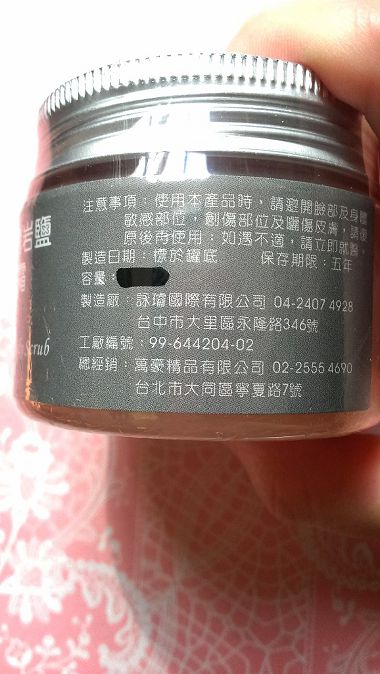 鹽
霜
Scrub
注意事項：使用本產品時，請避開臉部及身體
敏感部位，創傷部位及曬傷皮膚，請復
原後再使用；如遇不適，請立即就醫。
製造日期：標於罐底　　保存期限：五年
容量：
製造廠：詠璿國際有限公司 04-2407 4928
台中市大里區永隆路346號
工廠編號：99-644204-02
總經銷：萬豪精品有限公司 02-2555 4690
台北市大同區寧夏路7號